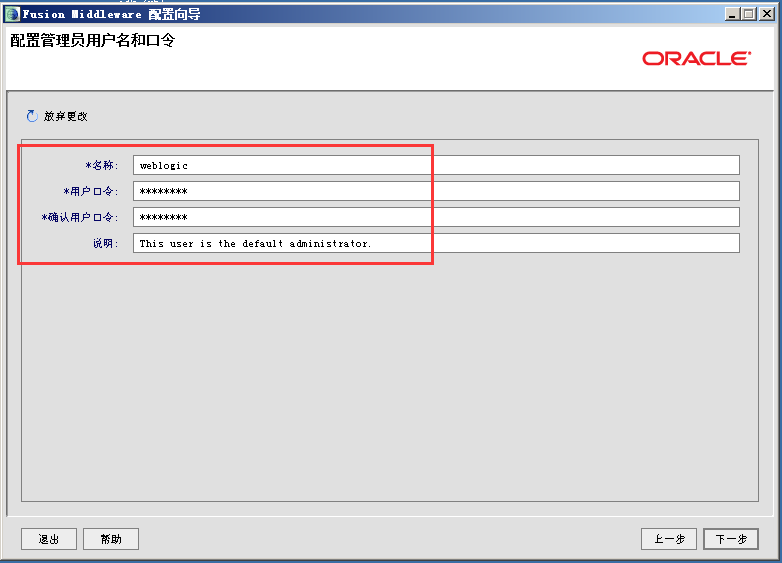 Fusion Middleware 配置向导
配置管理员用户名和口令
ORACLE
放弃更改
*名称: weblogic
*用户口令: ********
*确认用户口令: ********
说明: This user is the default administrator.
退出 帮助 上一步 下一步